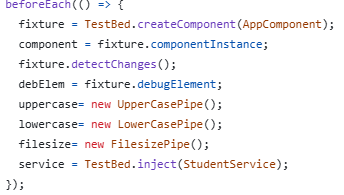 beforeEach(() => {
  fixture = TestBed.createComponent(AppComponent);
  component = fixture.componentInstance;
  fixture.detectChanges();
  debElem = fixture.debugElement;
  uppercase= new UpperCasePipe();
  lowercase= new LowerCasePipe();
  filesize= new FilesizePipe();
  service = TestBed.inject(StudentService);
});